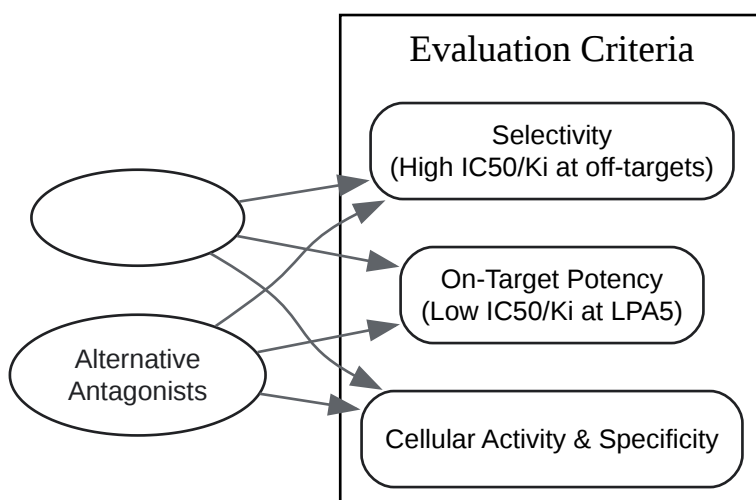 Evaluation Criteria
Selectivity
(High IC50/Ki at off-targets)
On-Target Potency
(Low IC50/Ki at LPA5)
Alternative
Antagonists
Cellular Activity & Specificity